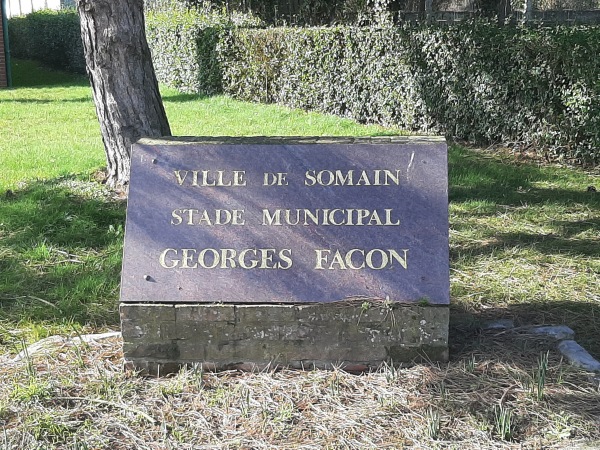 VILLE DE SOMAIN
STADE MUNICIPAL
GEORGES FACON